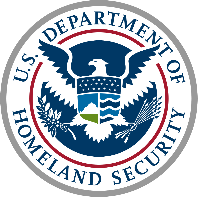 U.S. DEPARTMENT OF
HOMELAND SECURITY